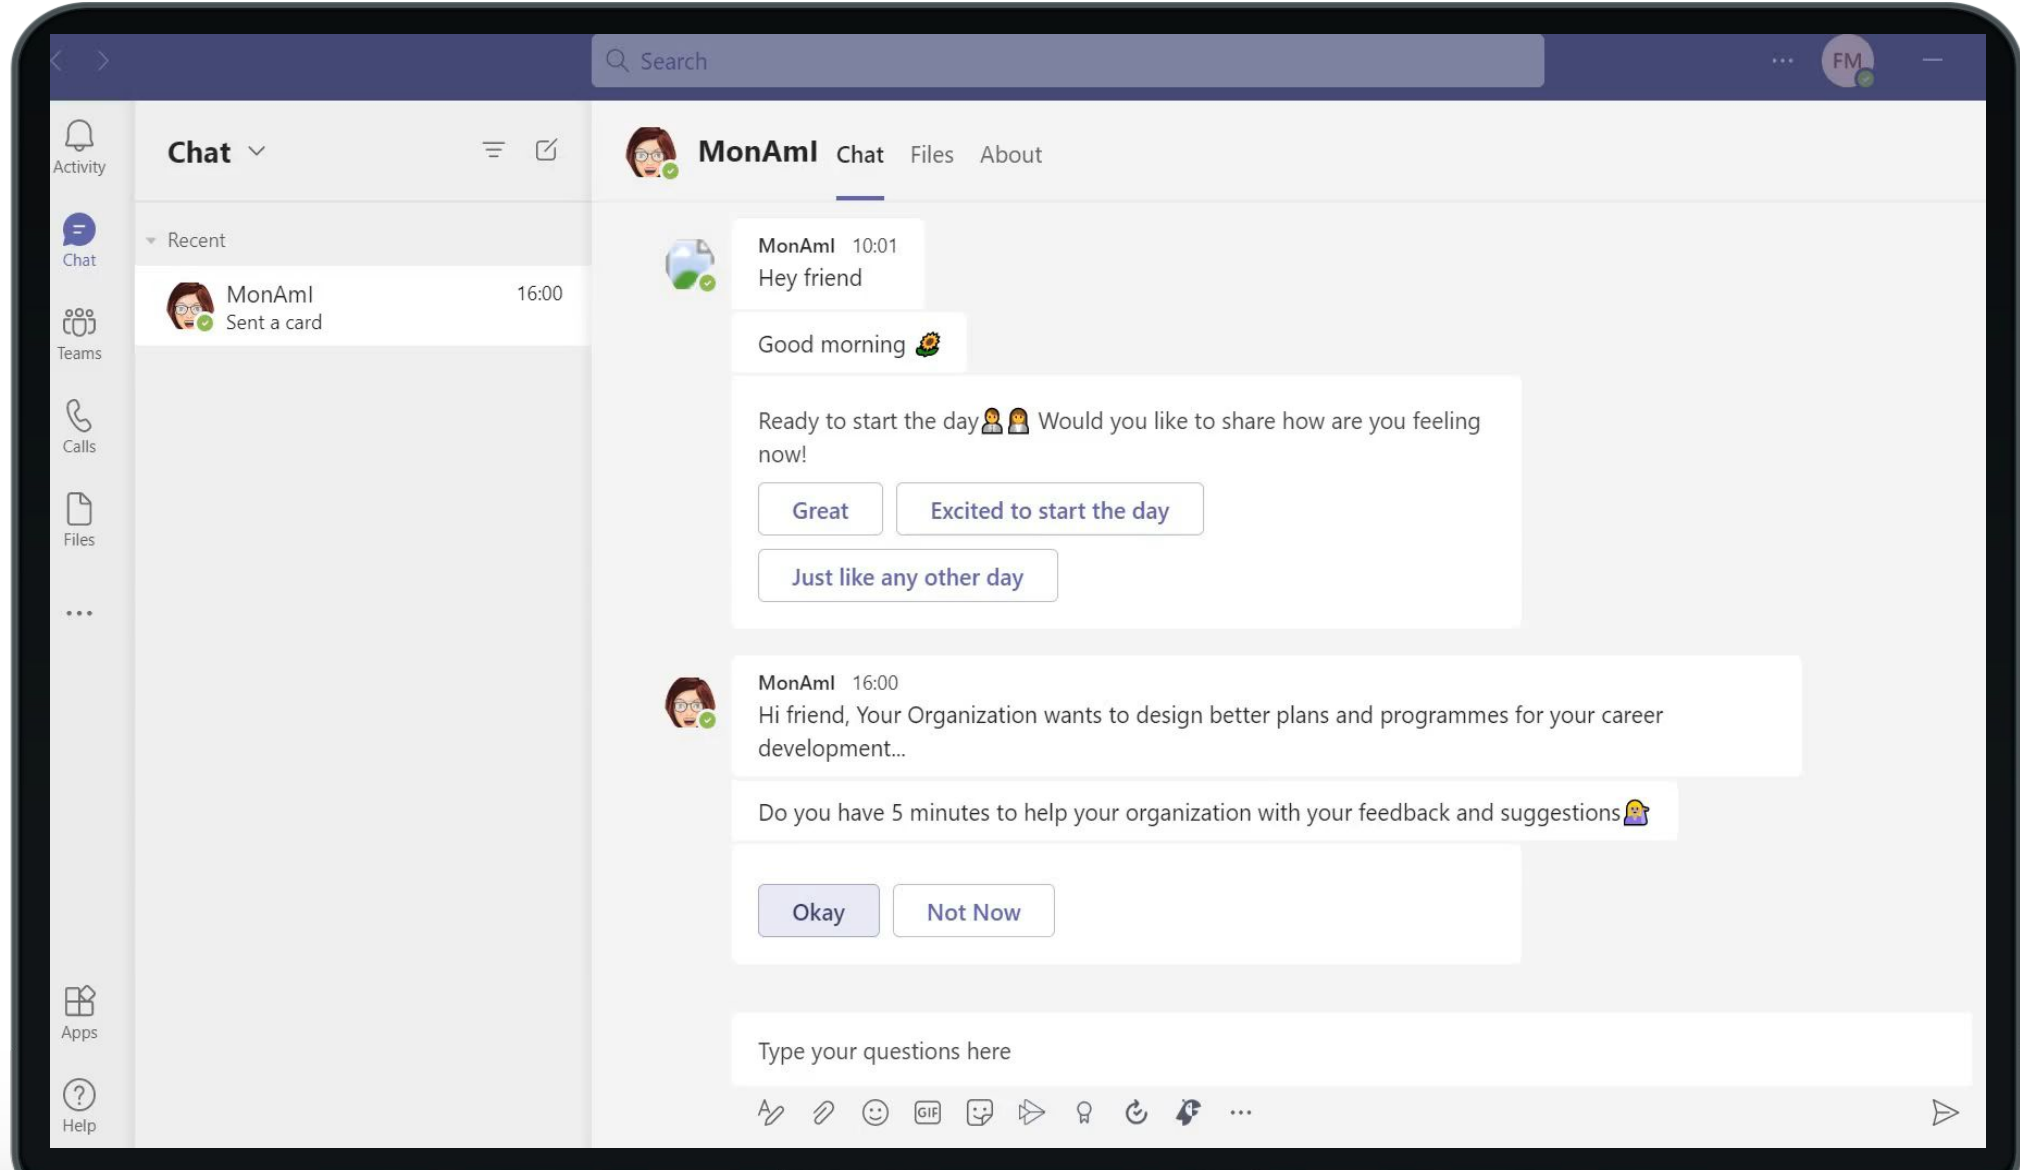 Search
FM
Activity
Chat
Teams
Calls
Files
Apps
Help
Chat
Recent
MonAmI 16:00
Sent a card
MonAmI Chat Files About
MonAmI 10:01
Hey friend
Good morning 🌻
Ready to start the day👨‍💼👩‍💼 Would you like to share how are you feeling
now!
Great Excited to start the day
Just like any other day
MonAmI 16:00
Hi friend, Your Organization wants to design better plans and programmes for your career
development...
Do you have 5 minutes to help your organization with your feedback and suggestions💁
Okay Not Now
Type your questions here
GIF